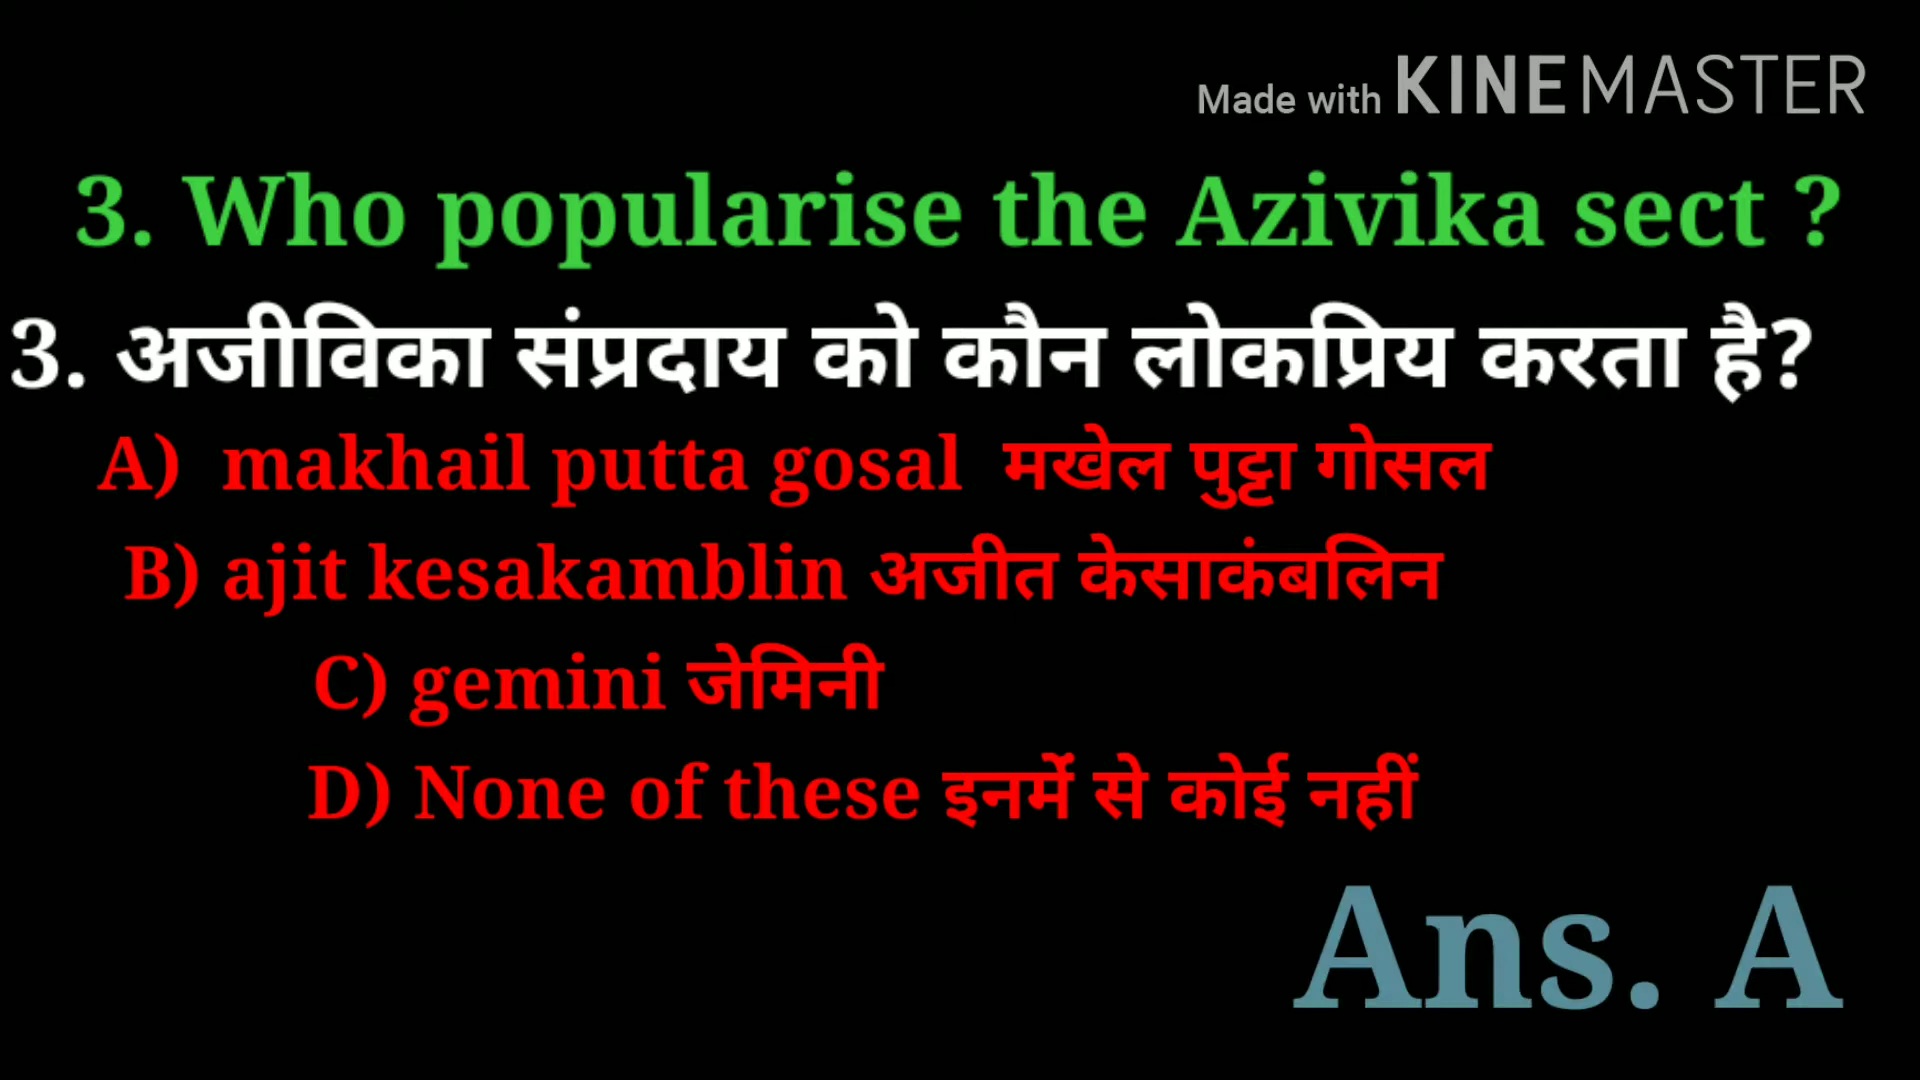 Made with KINEMASTER
3. Who popularise the Azivika sect ?
3. अजीविका संप्रदाय को कौन लोकप्रिय करता है?
A) makhail putta gosal मखेल पुट्टा गोसल
B) ajit kesakamblin अजीत केसाकंबलिन
C) gemini जेमिनी
D) None of these इनमें से कोई नहीं
Ans. A